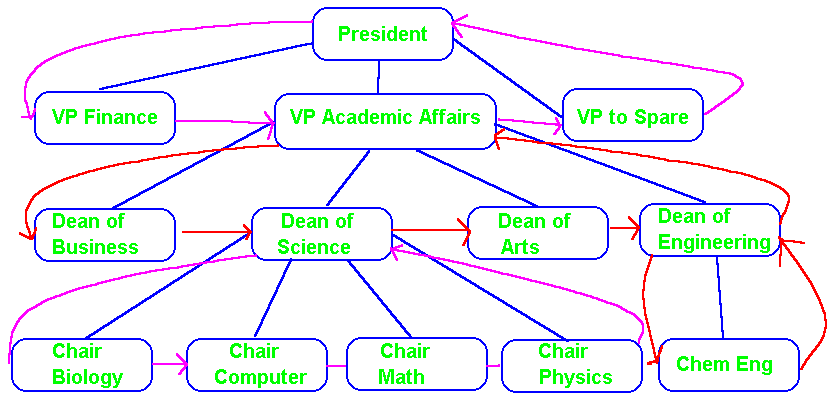 President
VP Finance
VP Academic Affairs
VP to Spare
Dean of
Business
Dean of
Science
Dean of
Arts
Dean of
Engineering
Chair
Biology
Chair
Computer
Chair
Math
Chair
Physics
Chem Eng